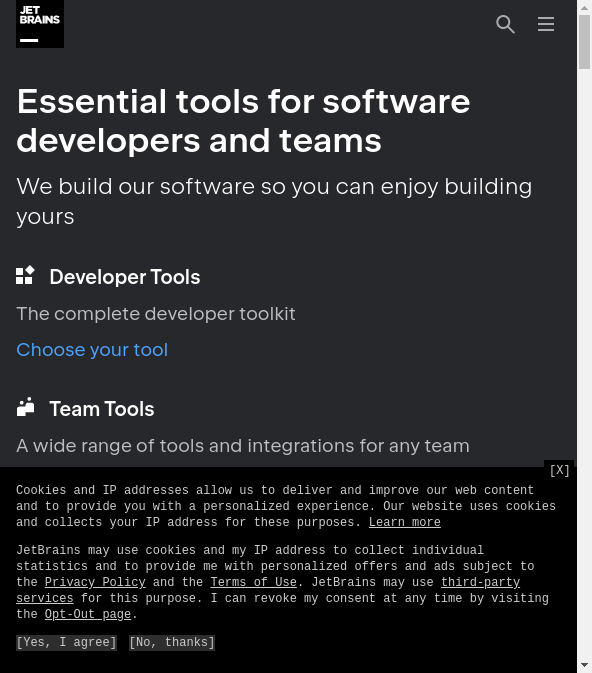 JET
BRAINS
Essential tools for software
developers and teams
We build our software so you can enjoy building
yours
Developer Tools
The complete developer toolkit
Choose your tool
Team Tools
A wide range of tools and integrations for any team
[X]
Cookies and IP addresses allow us to deliver and improve our web content
and to provide you with a personalized experience. Our website uses cookies
and collects your IP address for these purposes. Learn more
JetBrains may use cookies and my IP address to collect individual
statistics and to provide me with personalized offers and ads subject to
the Privacy Policy and the Terms of Use. JetBrains may use third-party
services for this purpose. I can revoke my consent at any time by visiting
the Opt-Out page.
[Yes, I agree] [No, thanks]